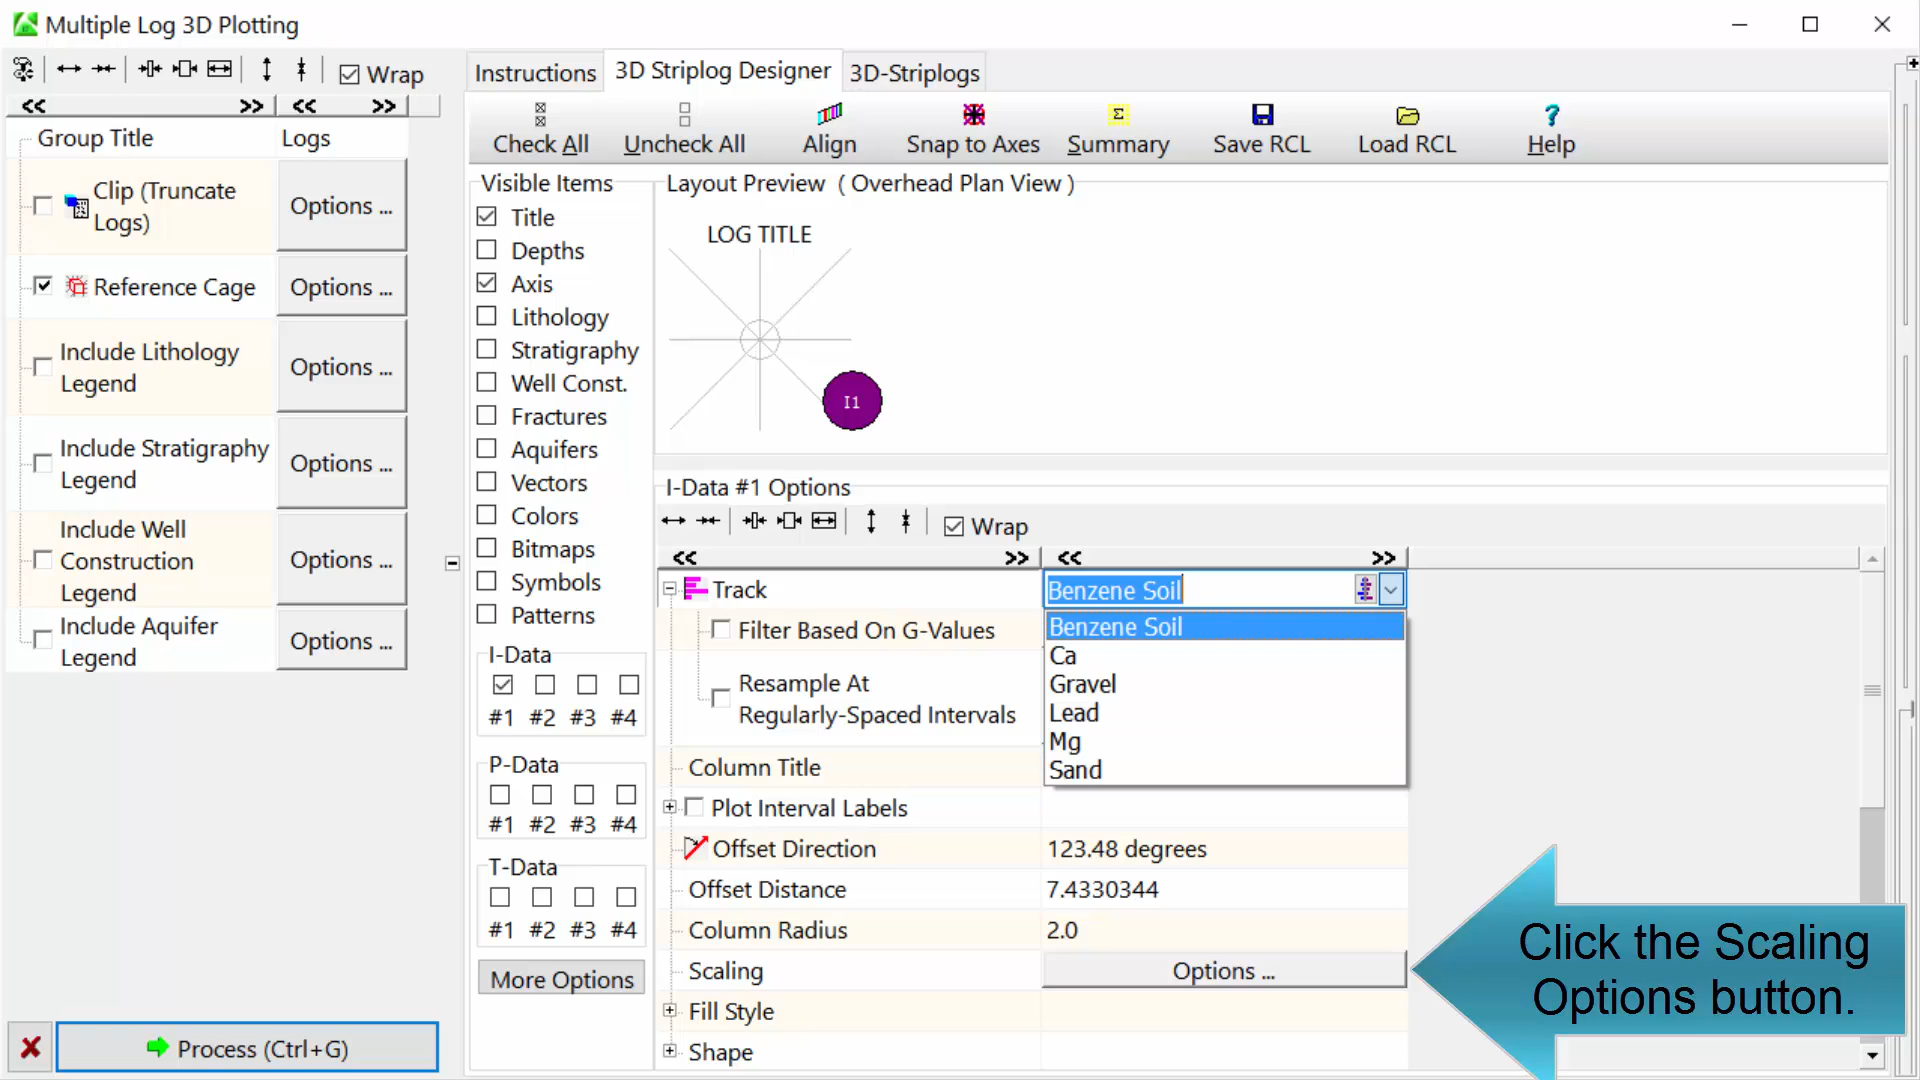 Multiple Log 3D Plotting
Wrap
<< >> << >>
Group Title Logs
Clip (Truncate
Logs)
Options ...
Reference Cage
Options ...
Include Lithology
Legend
Options ...
Include Stratigraphy
Legend
Options ...
Include Well
Construction
Legend
Options ...
Include Aquifer
Legend
Options ...
Process (Ctrl+G)
Instructions 3D Striplog Designer 3D-Striplogs
Check All Uncheck All Align Snap to Axes Summary Save RCL Load RCL Help
Visible Items
Title
Depths
Axis
Lithology
Stratigraphy
Well Const.
Fractures
Aquifers
Vectors
Colors
Bitmaps
Symbols
Patterns
I-Data
#1 #2 #3 #4
P-Data
#1 #2 #3 #4
T-Data
#1 #2 #3 #4
More Options
Layout Preview ( Overhead Plan View )
LOG TITLE
I1
I-Data #1 Options
Wrap
<< >> << >>
Track Benzene Soil
Filter Based On G-Values
Resample At
Regularly-Spaced Intervals
Benzene Soil
Ca
Gravel
Lead
Mg
Sand
Column Title
Plot Interval Labels
Offset Direction 123.48 degrees
Offset Distance 7.4330344
Column Radius 2.0
Scaling Options ...
Fill Style
Shape
Click the Scaling
Options button.